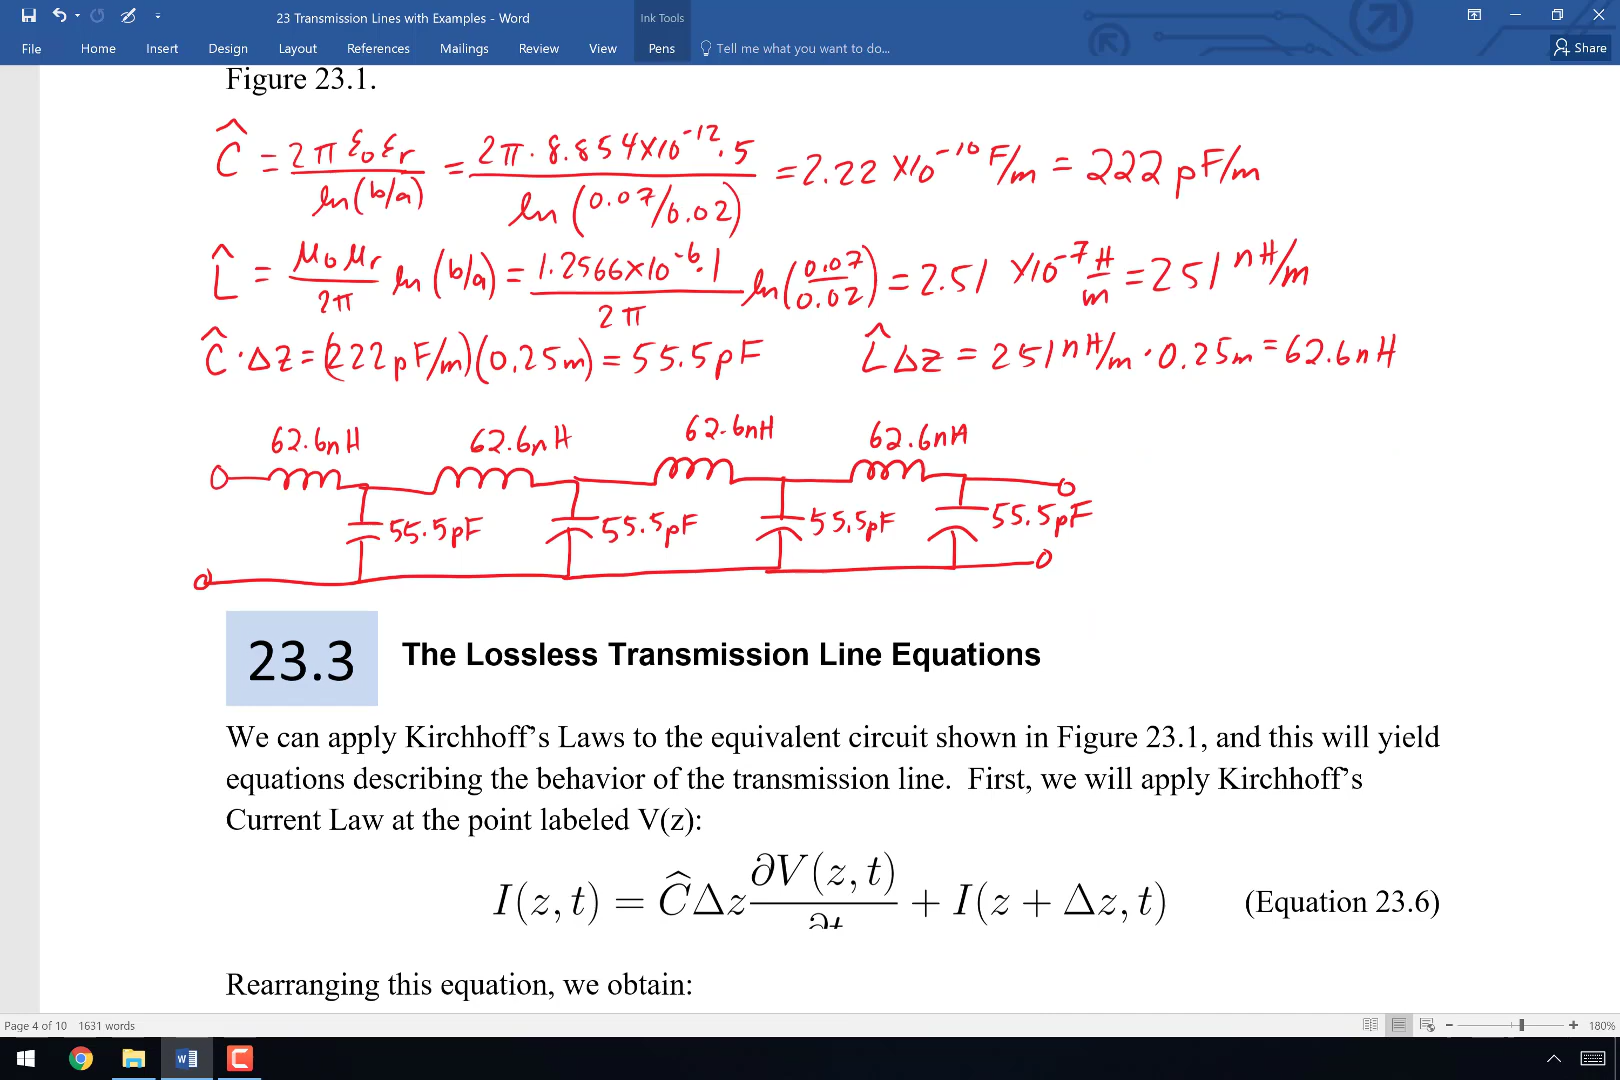 23 Transmission Lines with Examples - Word
Ink Tools
File Home Insert Design Layout References Mailings Review View Pens Tell me what you want to do... Share
Figure 23.1.
Ĉ = 2π ε₀ εᵣ / ln(b/a) = 2π · 8.854×10⁻¹² · 5 / ln(0.07/0.02) = 2.22 ×10⁻¹⁰ F/m = 222 pF/m
L̂ = μ₀ μᵣ / 2π ln(b/a) = 1.2566×10⁻⁶ · 1 / 2π ln(0.07/0.02) = 2.51 ×10⁻⁷ H/m = 251 nH/m
Ĉ · Δz = (222 pF/m)(0.25m) = 55.5pF L̂ Δz = 251 nH/m · 0.25m = 62.6nH
62.6nH 62.6nH 62.6nH 62.6nH
55.5pF 55.5pF 55.5pF 55.5pF
23.3 The Lossless Transmission Line Equations
We can apply Kirchhoff’s Laws to the equivalent circuit shown in Figure 23.1, and this will yield
equations describing the behavior of the transmission line. First, we will apply Kirchhoff’s
Current Law at the point labeled V(z):
I(z, t) = ĈΔz ∂V(z, t)/∂t + I(z + Δz, t) (Equation 23.6)
Rearranging this equation, we obtain:
Page 4 of 10 1631 words 180%